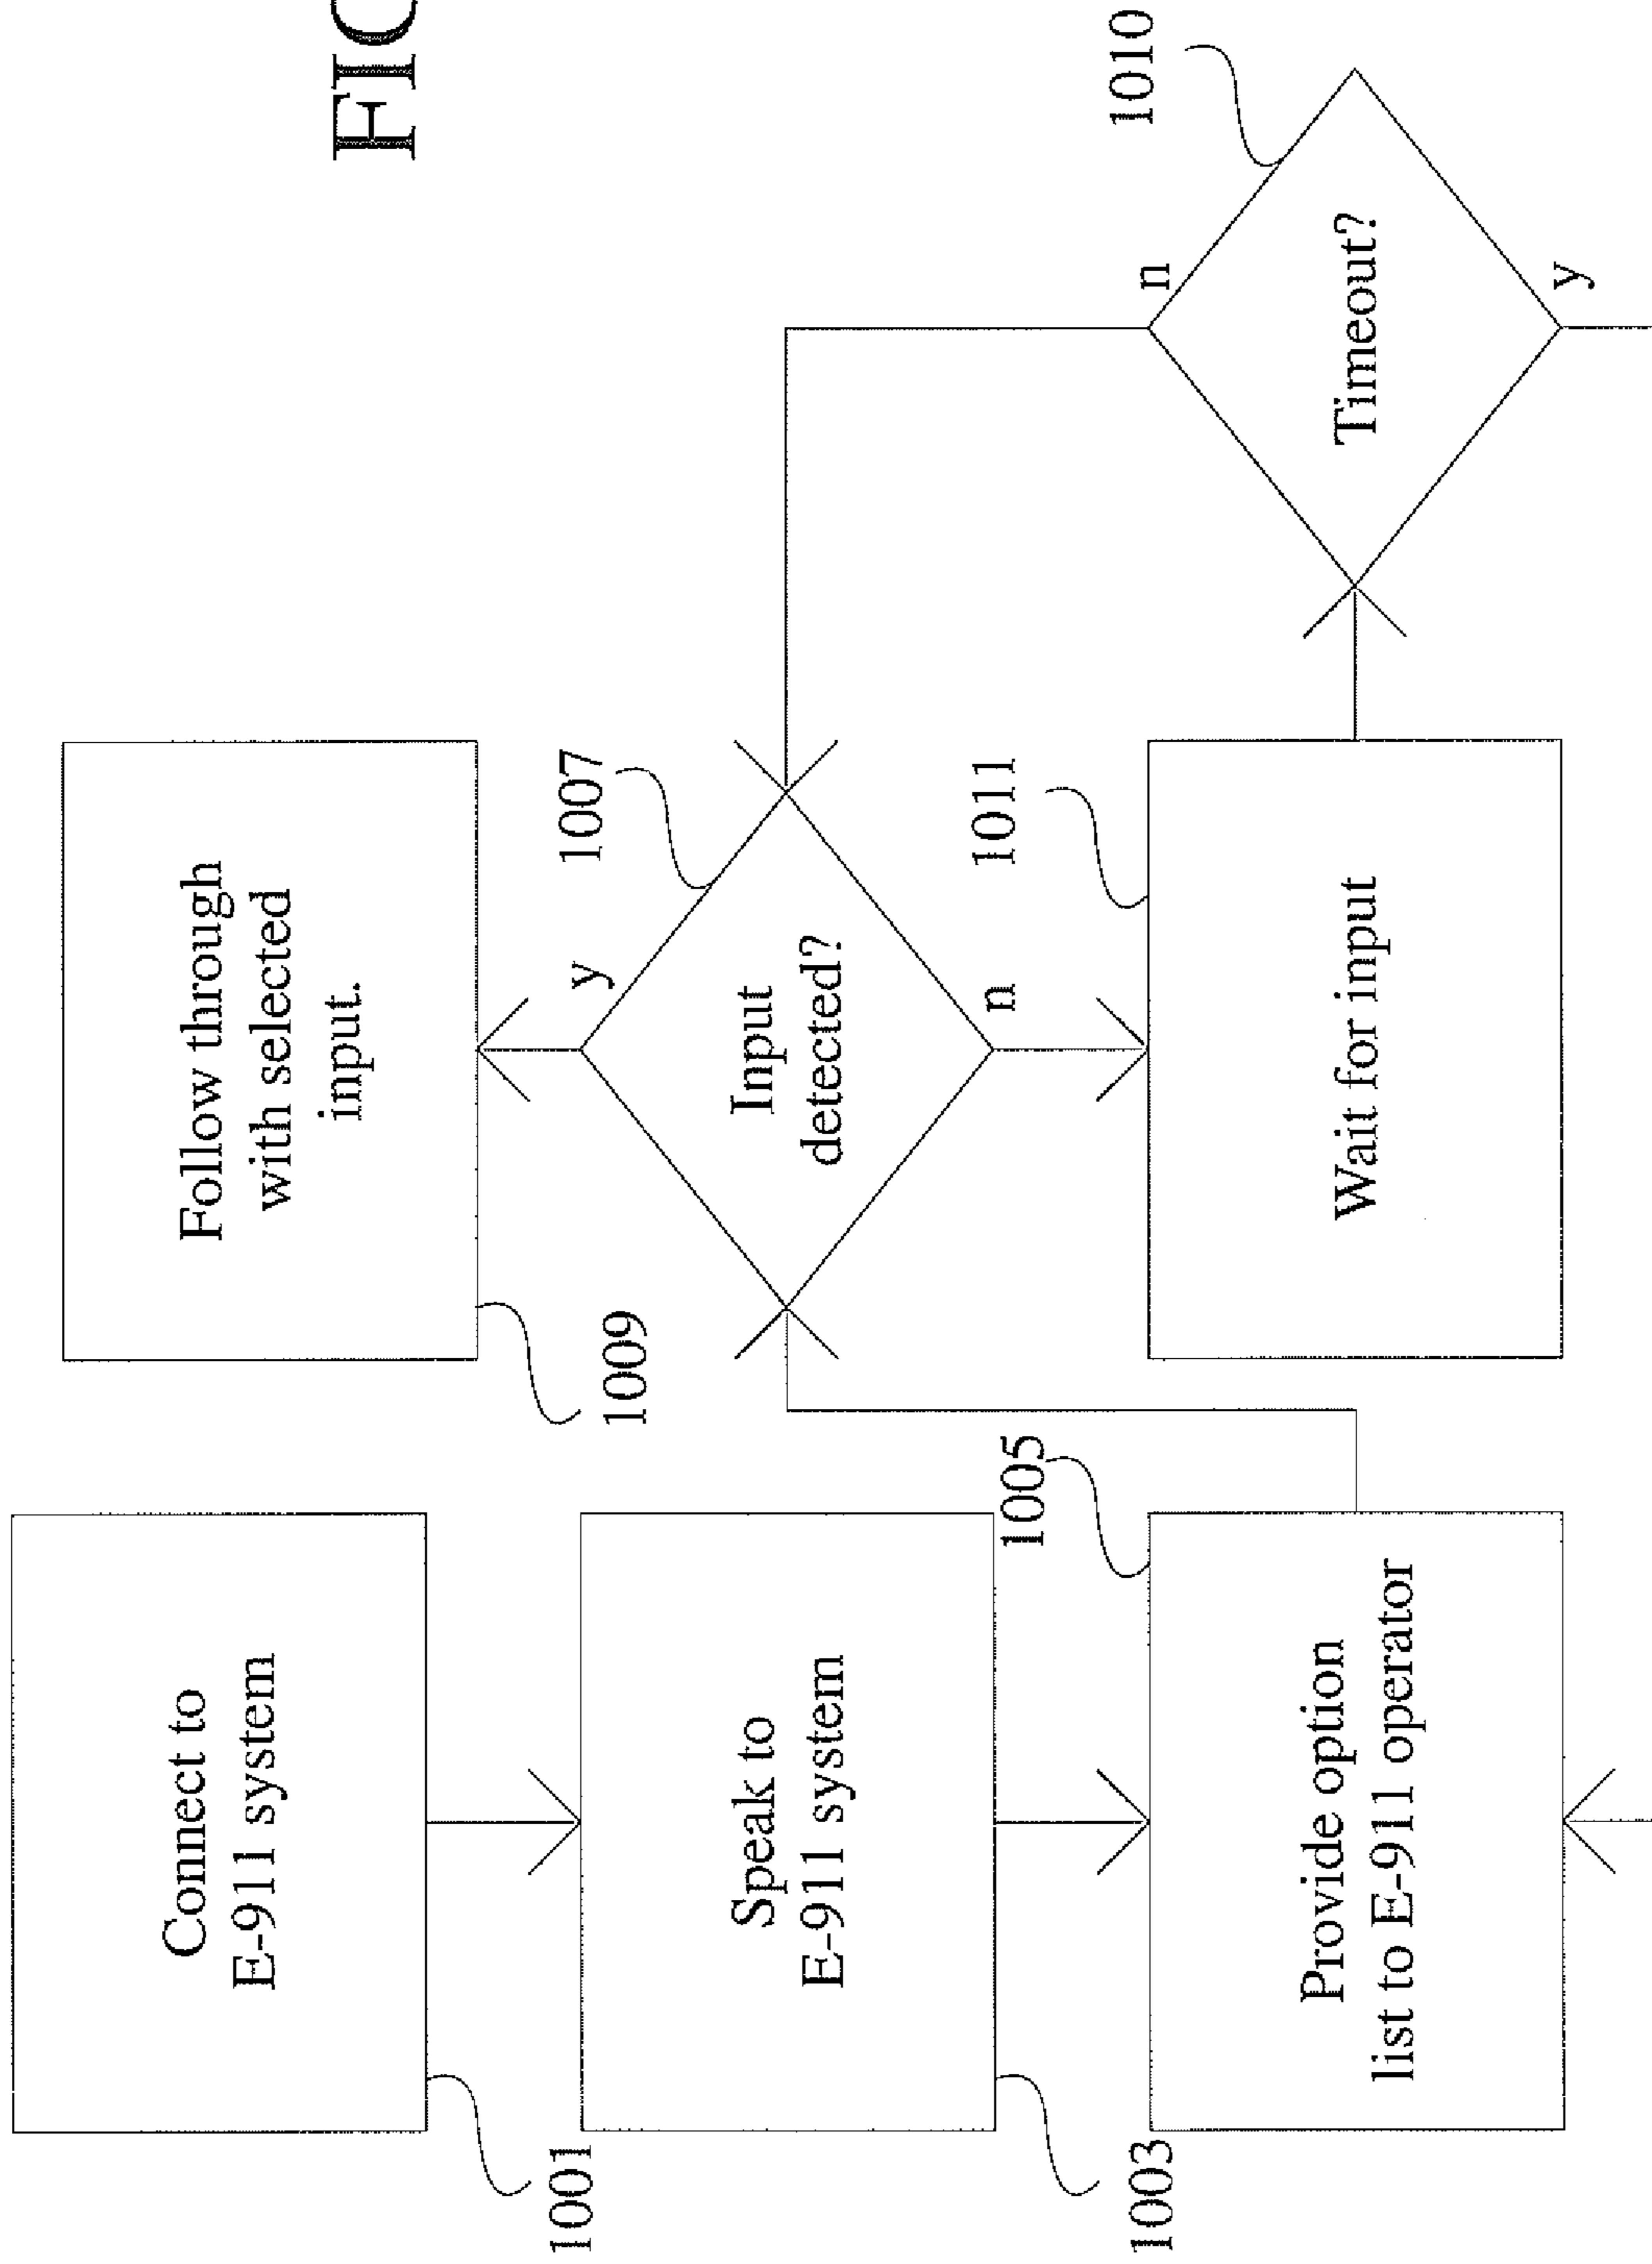 FIG
Connect to
E-911 system
1001
Speak to
E-911 system
1003
Provide option
list to E-911 operator
1005
Follow through
with selected
input.
1009
Input
detected?
1007
y
n
Wait for input
1011
Timeout?
1010
n
y